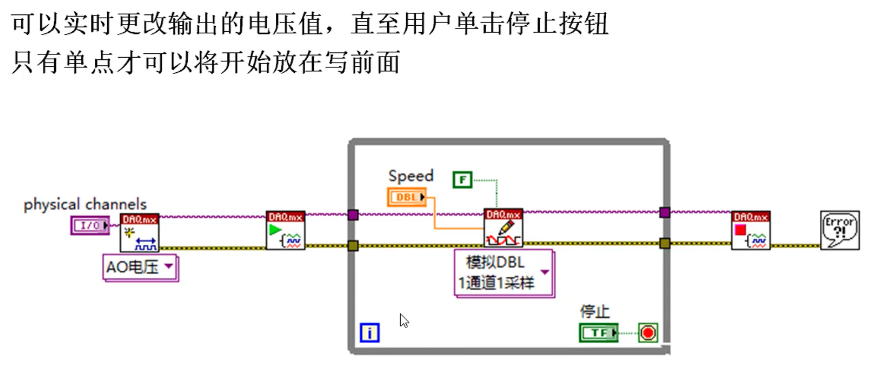 可以实时更改输出的电压值，直至用户单击停止按钮
只有单点才可以将开始放在写前面
Speed
F
DBL
physical channels
I/O
DAQmx
DAQmx
DAQmx
DAQmx
Error
?!
AO电压
模拟DBL
1通道1采样
停止
i
TF